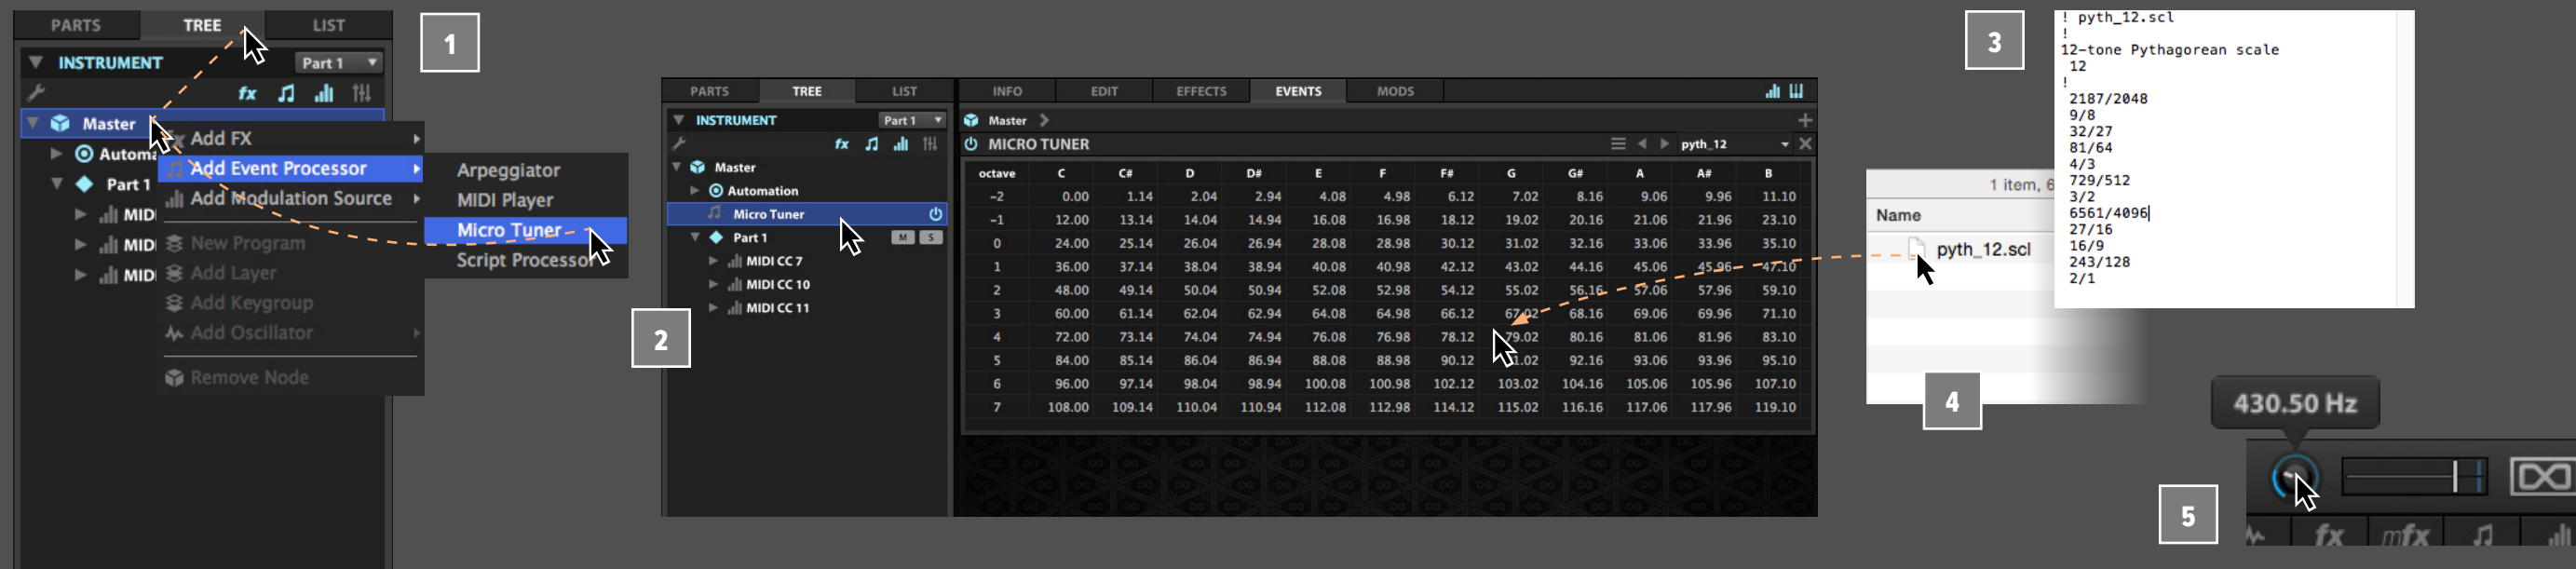 PARTS TREE LIST
INSTRUMENT Part 1
fx
Master
Automa
Part 1
MID
MID
MID
Add FX
Add Event Processor
Add Modulation Source
New Program
Add Layer
Add Keygroup
Add Oscillator
Remove Node
Arpeggiator
MIDI Player
Micro Tuner
Script Processor
1
2
PARTS TREE LIST
INSTRUMENT Part 1
fx
Master
Automation
Micro Tuner
Part 1 M S
MIDI CC 7
MIDI CC 10
MIDI CC 11
INFO EDIT EFFECTS EVENTS MODS
Master
MICRO TUNER pyth_12
octave C C# D D# E F F# G G# A A# B
-2 0.00 1.14 2.04 2.94 4.08 4.98 6.12 7.02 8.16 9.06 9.96 11.10
-1 12.00 13.14 14.04 14.94 16.08 16.98 18.12 19.02 20.16 21.06 21.96 23.10
0 24.00 25.14 26.04 26.94 28.08 28.98 30.12 31.02 32.16 33.06 33.96 35.10
1 36.00 37.14 38.04 38.94 40.08 40.98 42.12 43.02 44.16 45.06 45.96 47.10
2 48.00 49.14 50.04 50.94 52.08 52.98 54.12 55.02 56.16 57.06 57.96 59.10
3 60.00 61.14 62.04 62.94 64.08 64.98 66.12 67.02 68.16 69.06 69.96 71.10
4 72.00 73.14 74.04 74.94 76.08 76.98 78.12 79.02 80.16 81.06 81.96 83.10
5 84.00 85.14 86.04 86.94 88.08 88.98 90.12 1.02 92.16 93.06 93.96 95.10
6 96.00 97.14 98.04 98.94 100.08 100.98 102.12 103.02 104.16 105.06 105.96 107.10
7 108.00 109.14 110.04 110.94 112.08 112.98 114.12 115.02 116.16 117.06 117.96 119.10
3
! pyth_12.scl
!
12-tone Pythagorean scale
12
!
2187/2048
9/8
32/27
81/64
4/3
729/512
3/2
6561/4096
27/16
16/9
243/128
2/1
1 item, 6
Name
pyth_12.scl
4
430.50 Hz
5
fx mfx